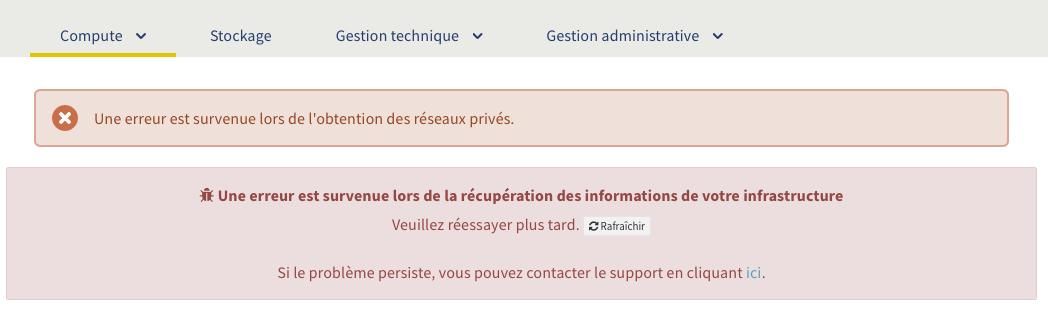 Compute
Stockage
Gestion technique
Gestion administrative
Une erreur est survenue lors de l'obtention des réseaux privés.
Une erreur est survenue lors de la récupération des informations de votre infrastructure
Veuillez réessayer plus tard. Rafraîchir
Si le problème persiste, vous pouvez contacter le support en cliquant ici.